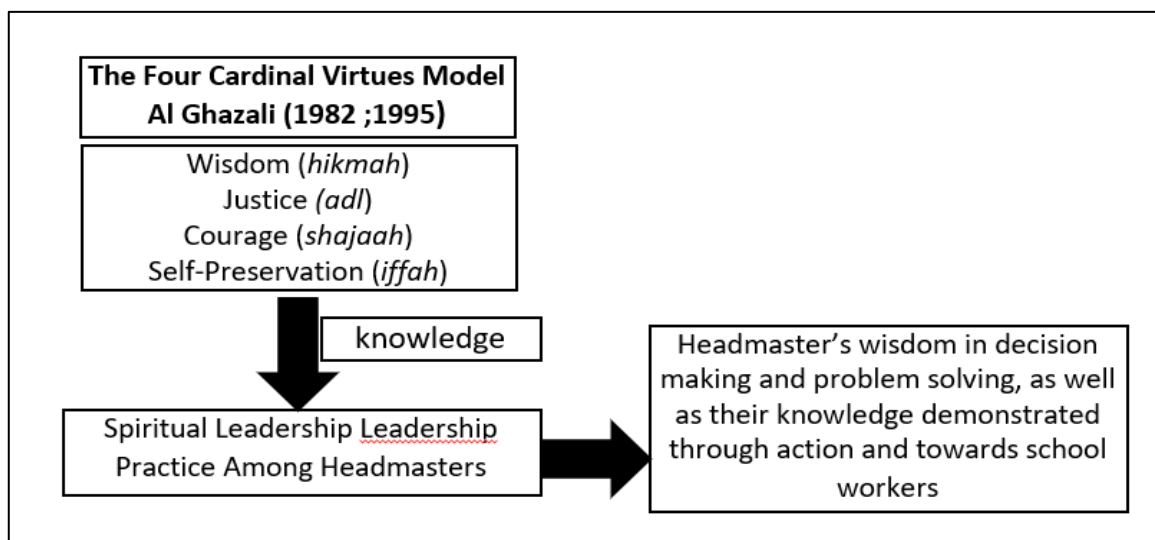 The Four Cardinal Virtues Model
Al Ghazali (1982 ;1995)
Wisdom (hikmah)
Justice (adl)
Courage (shajaah)
Self-Preservation (iffah)
knowledge
Spiritual Leadership Leadership
Practice Among Headmasters
Headmaster’s wisdom in decision
making and problem solving, as well
as their knowledge demonstrated
through action and towards school
workers